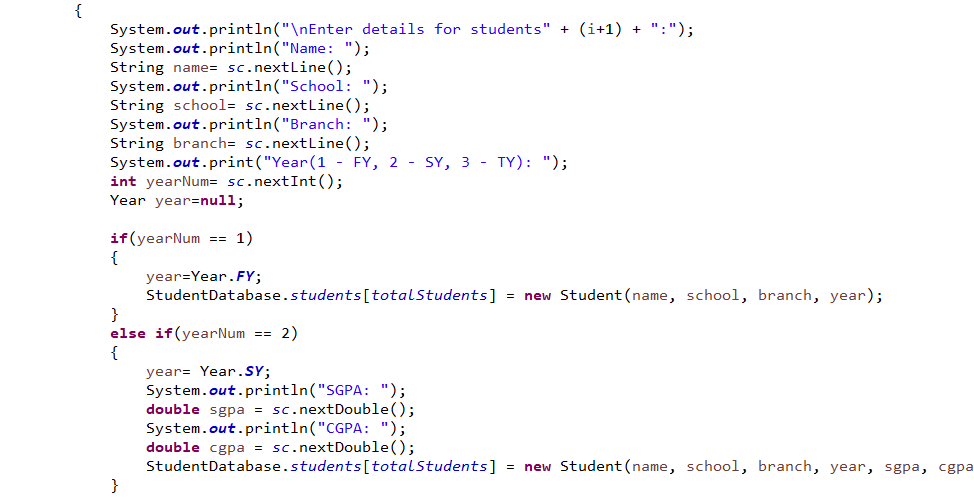 {
System.out.println("\nEnter details for students" + (i+1) + ":");
System.out.println("Name: ");
String name= sc.nextLine();
System.out.println("School: ");
String school= sc.nextLine();
System.out.println("Branch: ");
String branch= sc.nextLine();
System.out.print("Year(1 - FY, 2 - SY, 3 - TY): ");
int yearNum= sc.nextInt();
Year year=null;
if(yearNum == 1)
{
year=Year.FY;
StudentDatabase.students[totalStudents] = new Student(name, school, branch, year);
}
else if(yearNum == 2)
{
year= Year.SY;
System.out.println("SGPA: ");
double sgpa = sc.nextDouble();
System.out.println("CGPA: ");
double cgpa = sc.nextDouble();
StudentDatabase.students[totalStudents] = new Student(name, school, branch, year, sgpa, cgpa
}